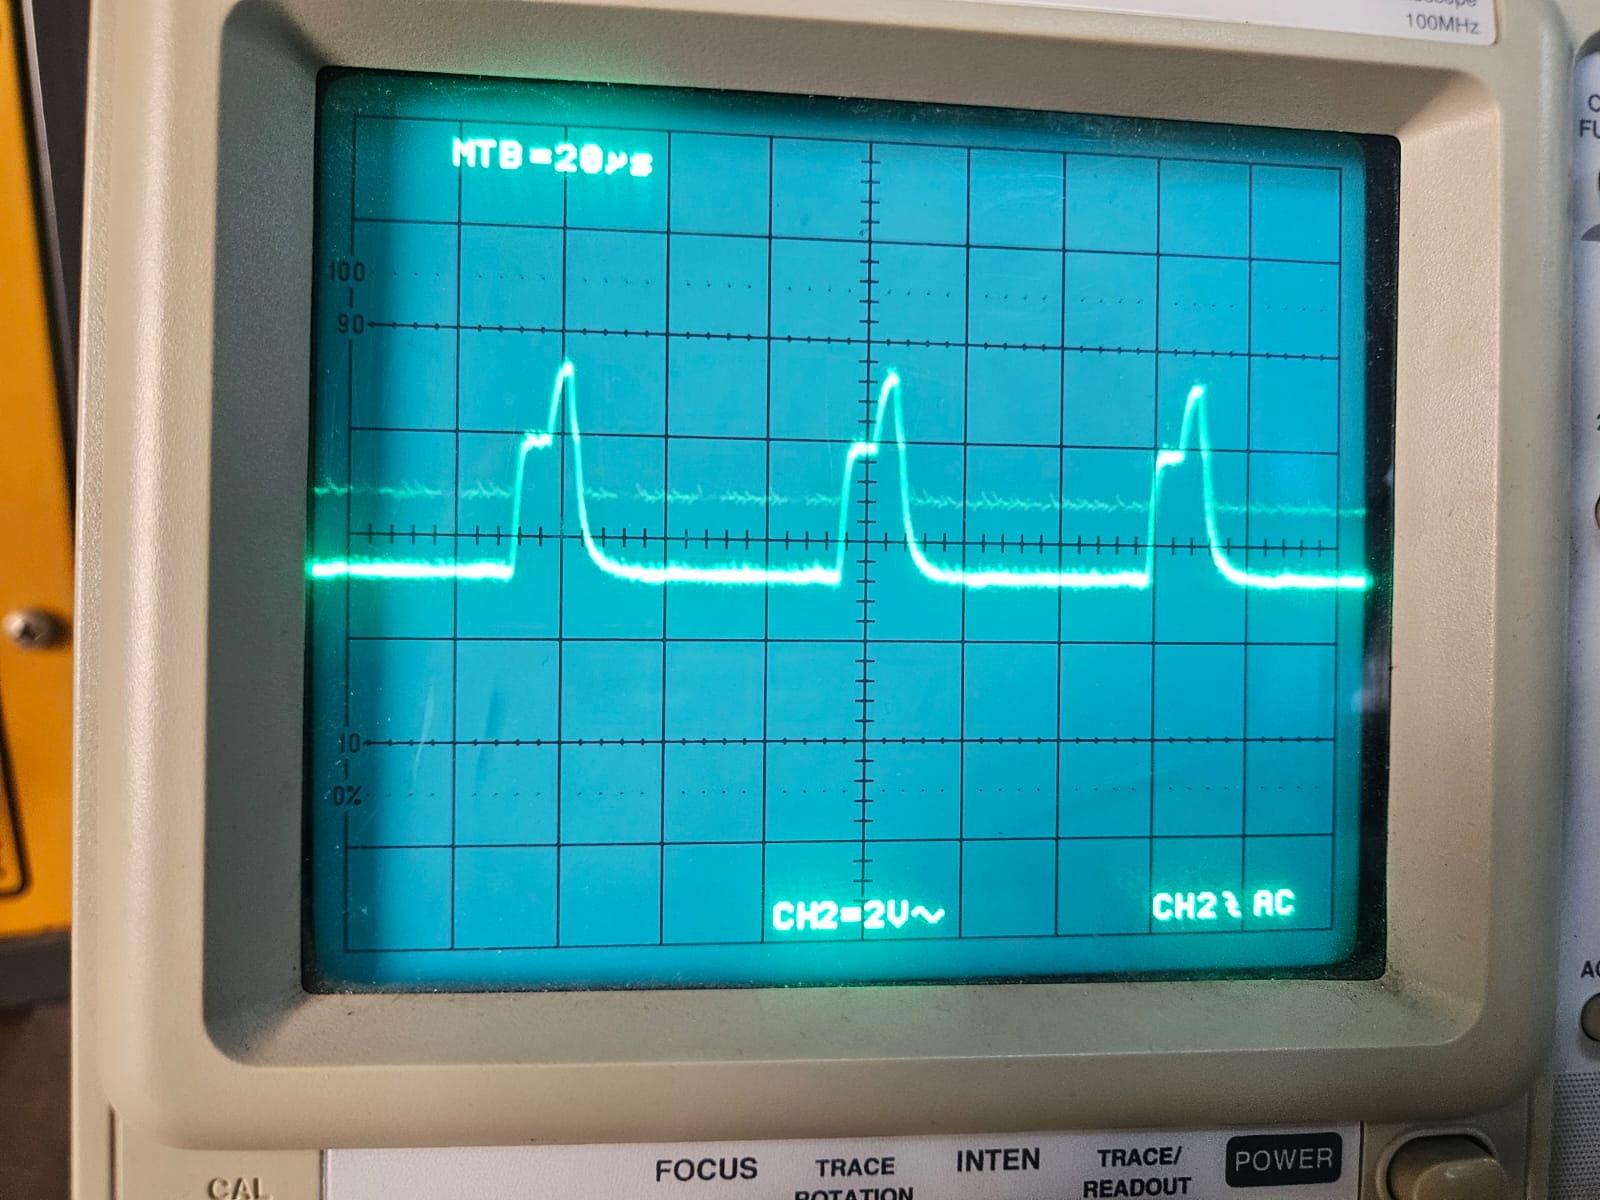 100MHz
MTB=20µs
100
90
10
0%
CH2=2V~
CH2 AC
FOCUS
TRACE
ROTATION
INTEN
TRACE/
READOUT
POWER
CAL